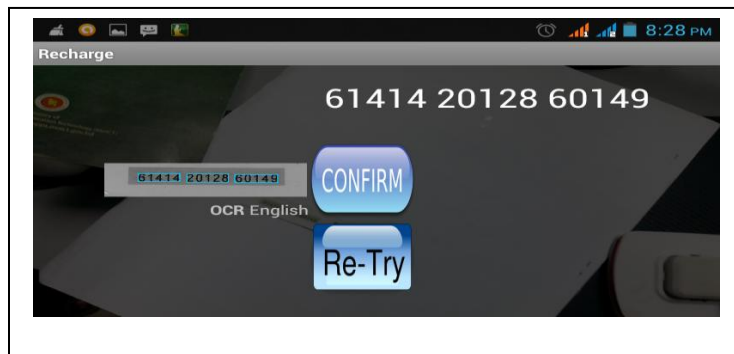 8:28 PM
Recharge
61414 20128 60149
61414 20128 60149
CONFIRM
OCR English
Re-Try